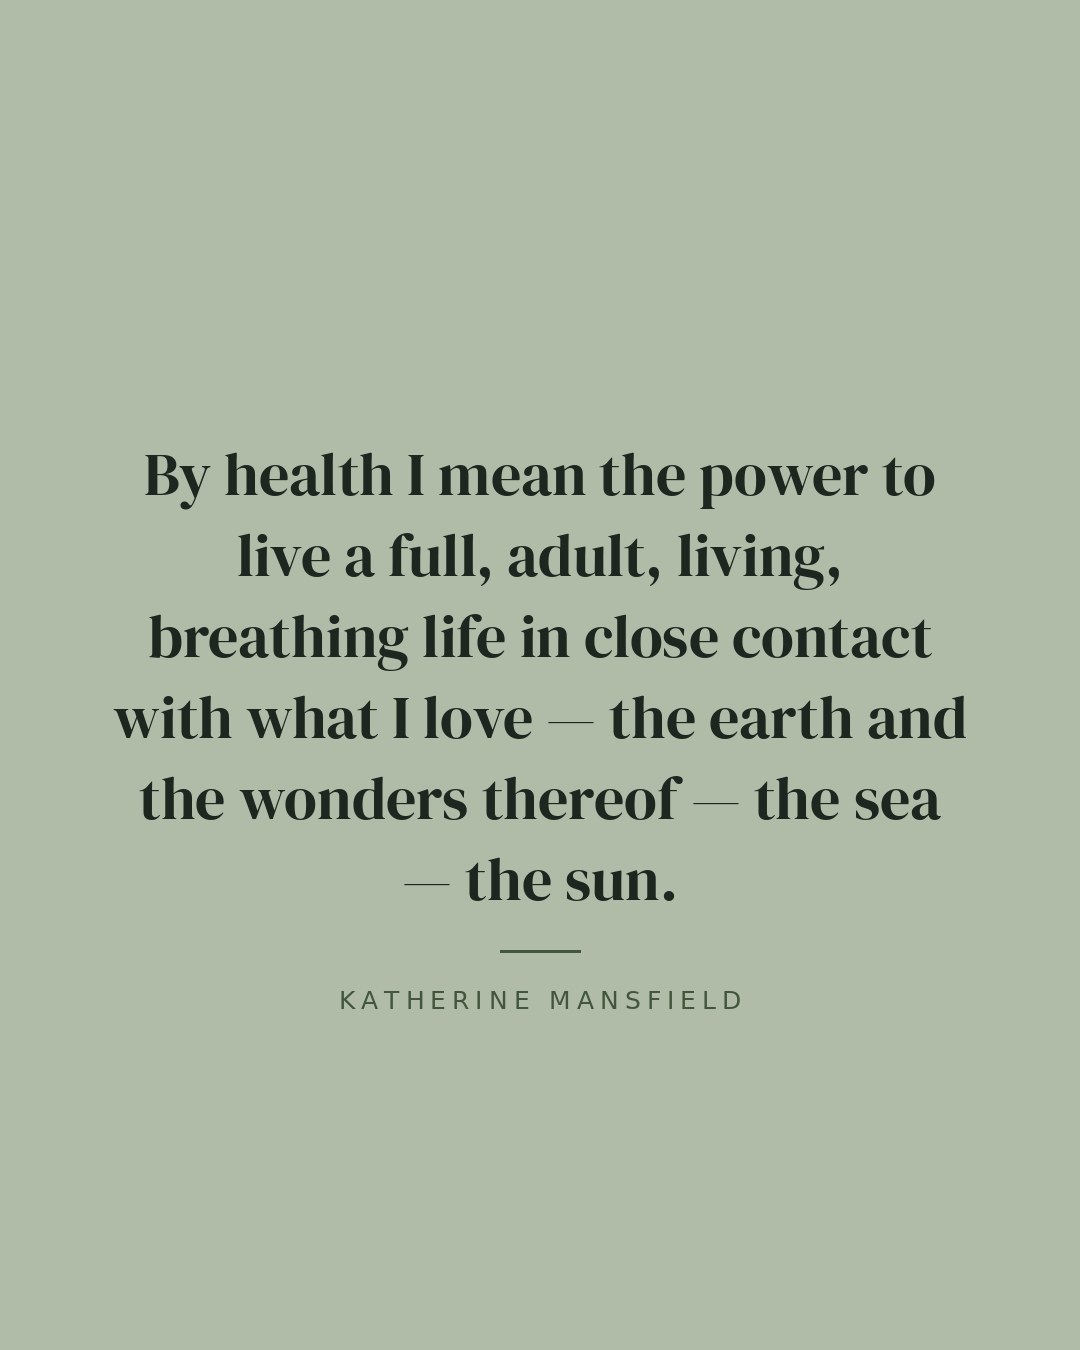 By health I mean the power to
live a full, adult, living,
breathing life in close contact
with what I love — the earth and
the wonders thereof — the sea
— the sun.
KATHERINE MANSFIELD